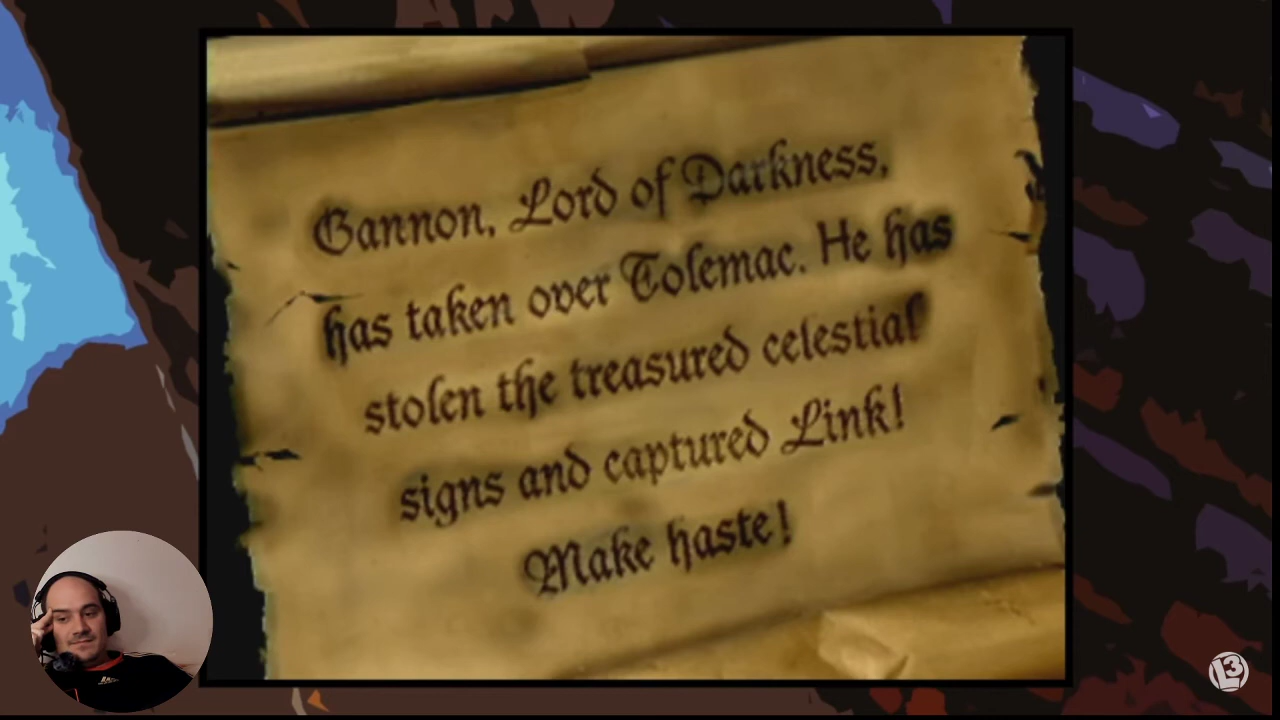 Gannon, Lord of Darkness,
has taken over Tolemac. He has
stolen the treasured celestial
signs and captured Link!
Make haste!
L3